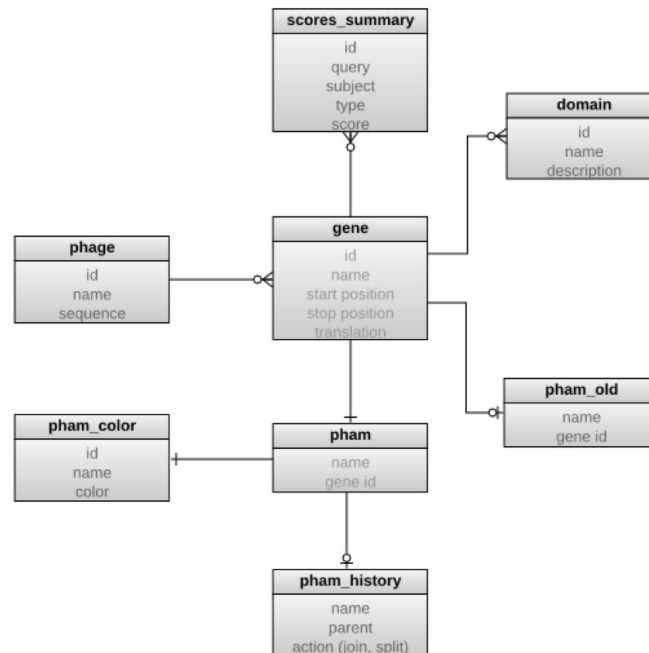 scores_summary
id
query
subject
type
score
domain
id
name
description
gene
id
name
start position
stop position
translation
phage
id
name
sequence
pham_old
name
gene id
pham_color
id
name
color
pham
name
gene id
pham_history
name
parent
action (join, split)